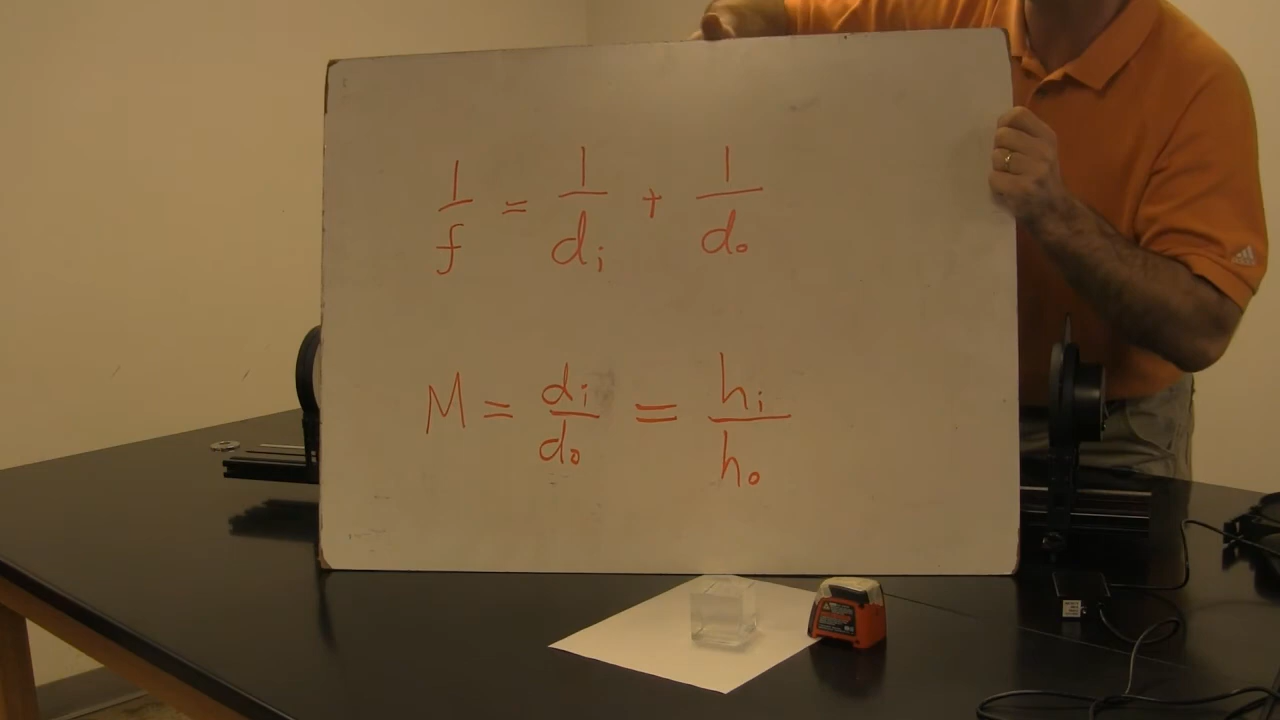 1/f = 1/dᵢ + 1/dₒ
M = dᵢ/dₒ = hᵢ/hₒ